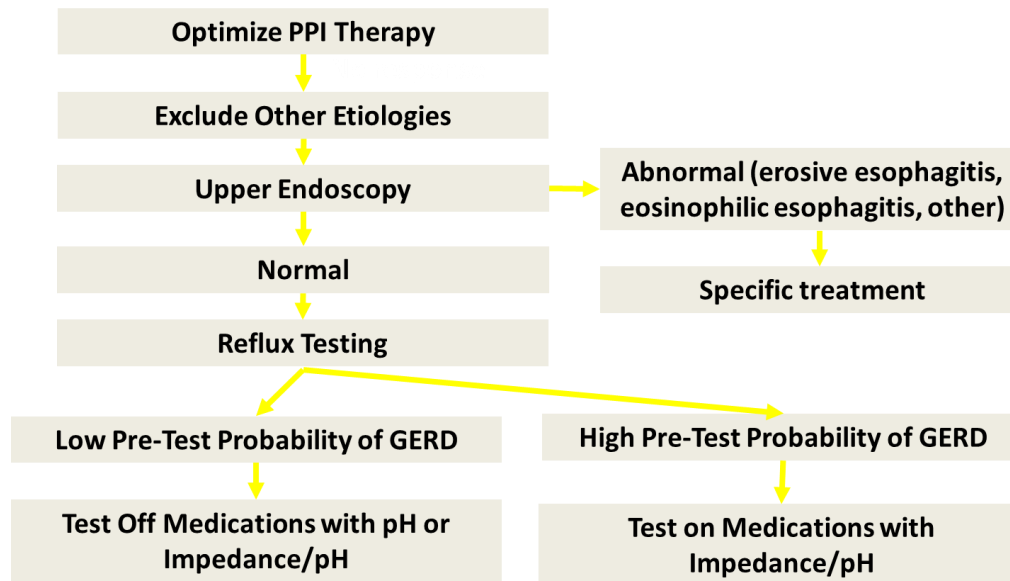 Optimize PPI Therapy
Exclude Other Etiologies
Upper Endoscopy
Abnormal (erosive esophagitis,
eosinophilic esophagitis, other)
Specific treatment
Normal
Reflux Testing
Low Pre-Test Probability of GERD
High Pre-Test Probability of GERD
Test Off Medications with pH or
Impedance/pH
Test on Medications with
Impedance/pH